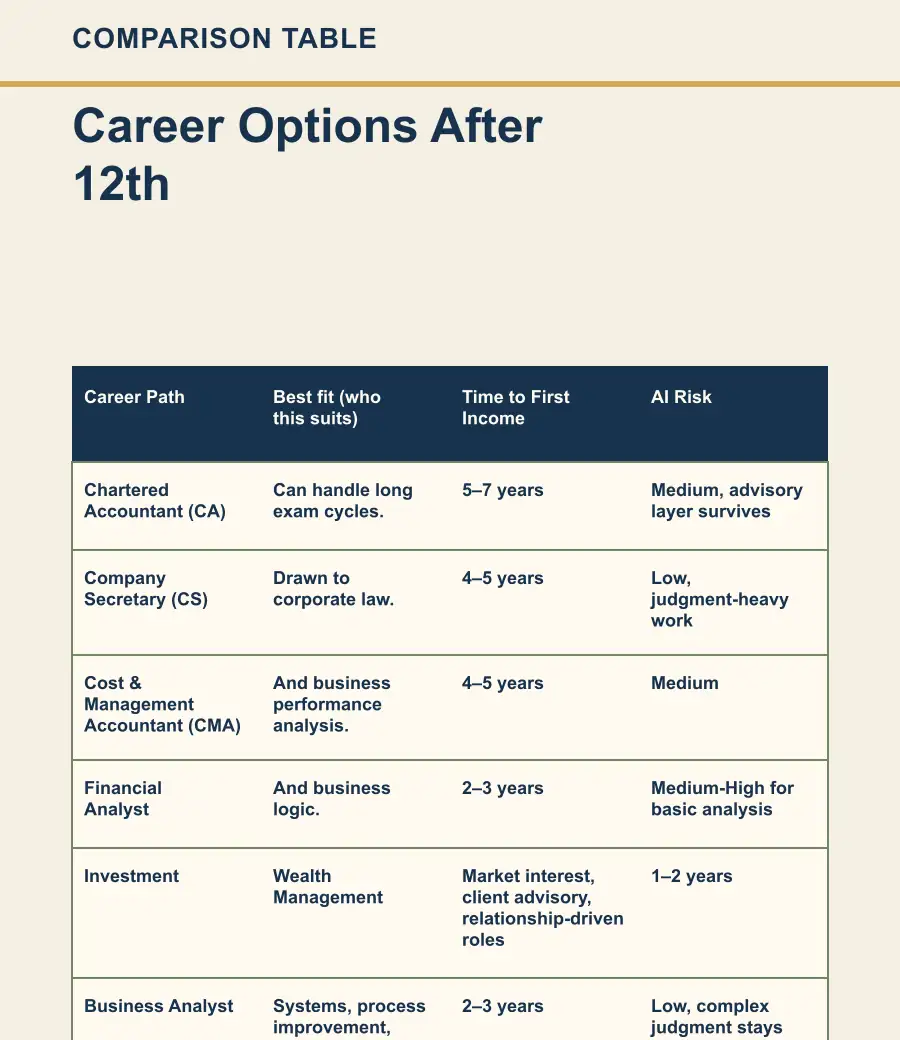 COMPARISON TABLE
Career Options After
12th
Career Path
Best fit (who
this suits)
Time to First
Income
AI Risk
Chartered
Accountant (CA)
Can handle long
exam cycles.
5–7 years
Medium, advisory
layer survives
Company
Secretary (CS)
Drawn to
corporate law.
4–5 years
Low,
judgment-heavy
work
Cost &
Management
Accountant (CMA)
And business
performance
analysis.
4–5 years
Medium
Financial
Analyst
And business
logic.
2–3 years
Medium-High for
basic analysis
Investment
Wealth
Management
Market interest,
client advisory,
relationship-driven
roles
1–2 years
Business Analyst
Systems, process
improvement,
2–3 years
Low, complex
judgment stays